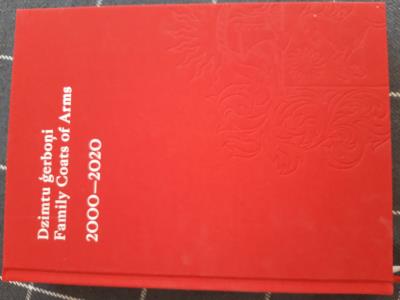 Dzimtu ģerboņi
Family Coats of Arms
2000—2020